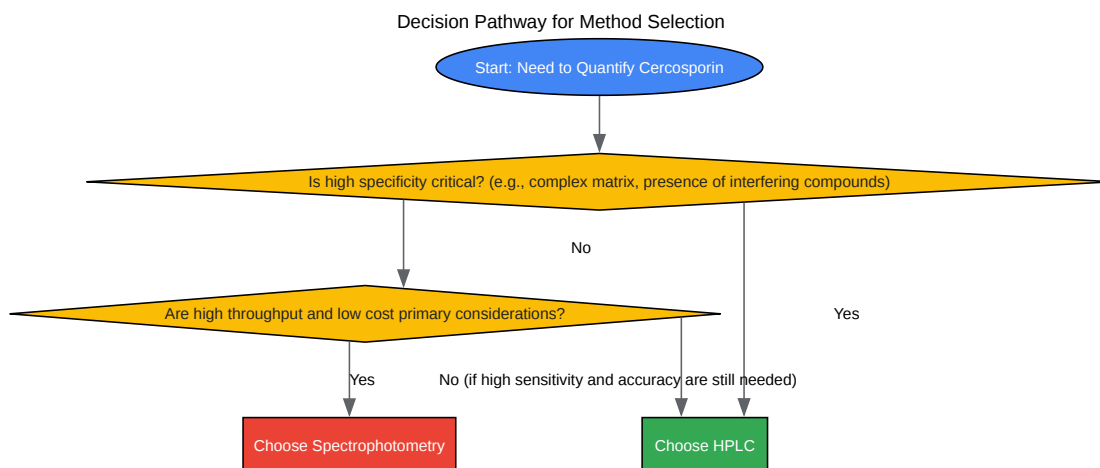 Decision Pathway for Method Selection
Start: Need to Quantify Cercosporin
Is high specificity critical? (e.g., complex matrix, presence of interfering compounds)
No
Are high throughput and low cost primary considerations?
Yes
Yes
No (if high sensitivity and accuracy are still needed)
Choose Spectrophotometry
Choose HPLC